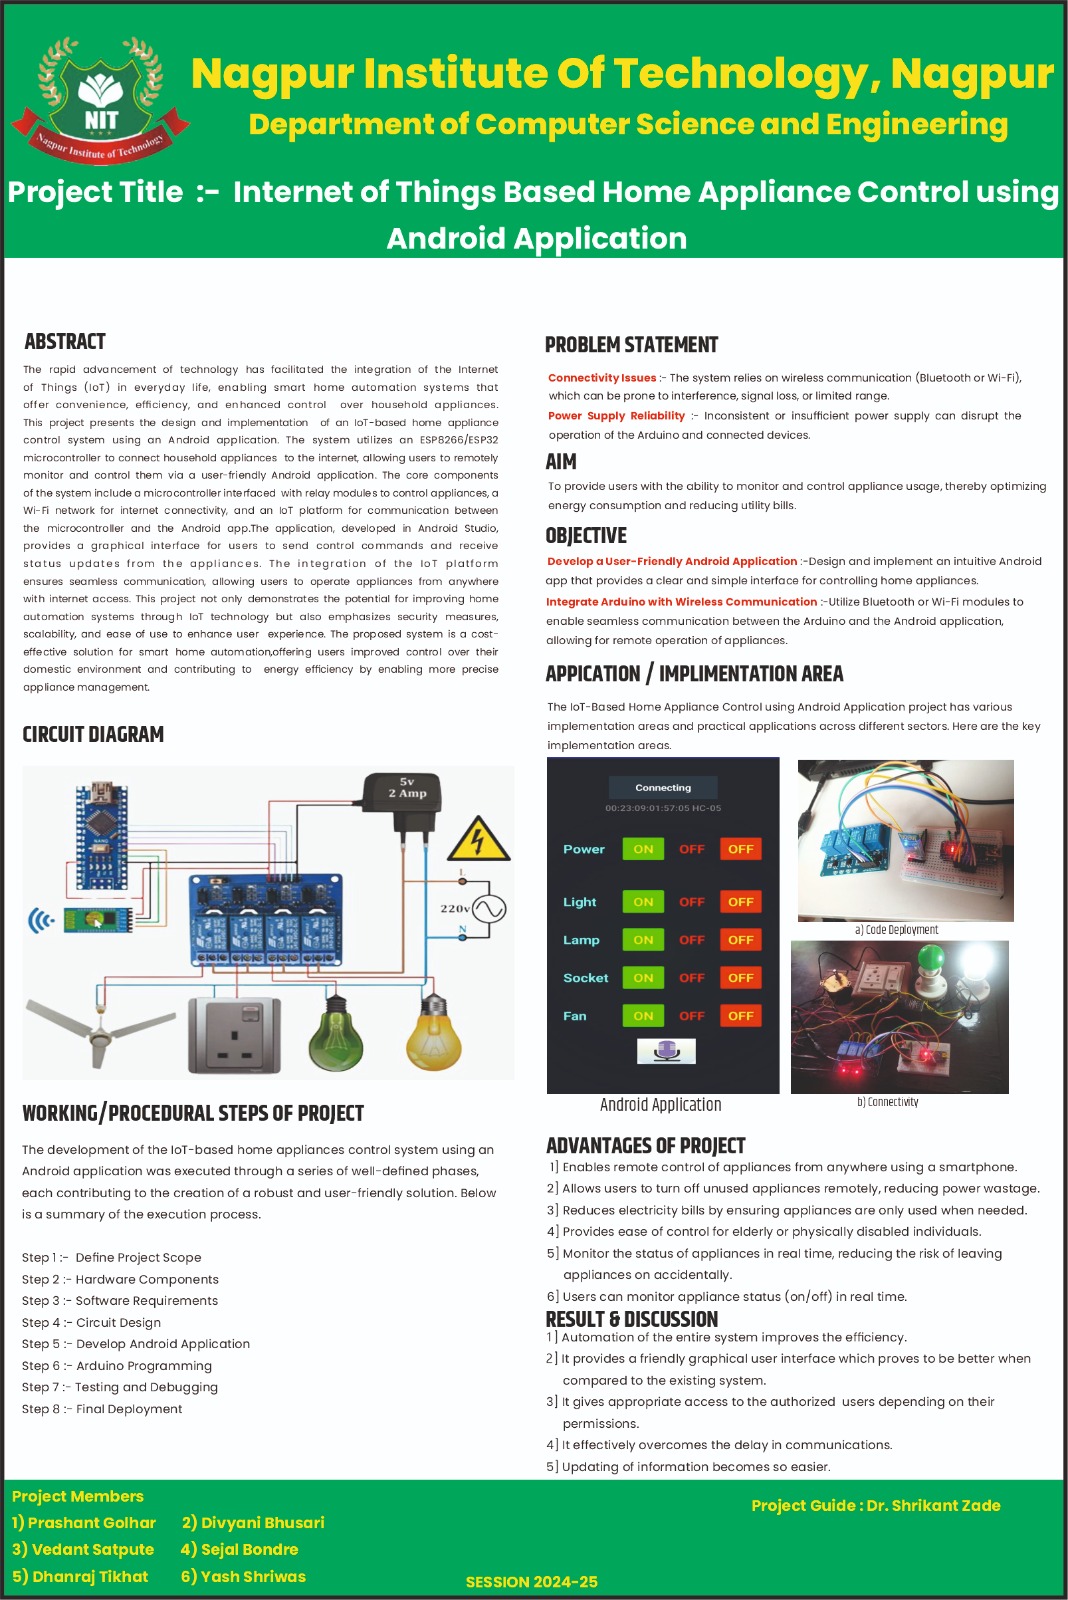 NIT
Nagpur Institute of Technology
Nagpur Institute Of Technology, Nagpur
Department of Computer Science and Engineering
Project Title :- Internet of Things Based Home Appliance Control using
Android Application
ABSTRACT
The rapid advancement of technology has facilitated the integration of the Internet
of Things (IoT) in everyday life, enabling smart home automation systems that
offer convenience, efficiency, and enhanced control over household appliances.
This project presents the design and implementation of an IoT-based home appliance
control system using an Android application. The system utilizes an ESP8266/ESP32
microcontroller to connect household appliances to the internet, allowing users to remotely
monitor and control them via a user-friendly Android application. The core components
of the system include a microcontroller interfaced with relay modules to control appliances, a
Wi-Fi network for internet connectivity, and an IoT platform for communication between
the microcontroller and the Android app.The application, developed in Android Studio,
provides a graphical interface for users to send control commands and receive
status updates from the appliances. The integration of the IoT platform
ensures seamless communication, allowing users to operate appliances from anywhere
with internet access. This project not only demonstrates the potential for improving home
automation systems through IoT technology but also emphasizes security measures,
scalability, and ease of use to enhance user experience. The proposed system is a cost-
effective solution for smart home automation,offering users improved control over their
domestic environment and contributing to energy efficiency by enabling more precise
appliance management.
CIRCUIT DIAGRAM
5v
2 Amp
L
220v
N
WORKING/PROCEDURAL STEPS OF PROJECT
The development of the IoT-based home appliances control system using an
Android application was executed through a series of well-defined phases,
each contributing to the creation of a robust and user-friendly solution. Below
is a summary of the execution process.
Step 1 :- Define Project Scope
Step 2 :- Hardware Components
Step 3 :- Software Requirements
Step 4 :- Circuit Design
Step 5 :- Develop Android Application
Step 6 :- Arduino Programming
Step 7 :- Testing and Debugging
Step 8 :- Final Deployment
PROBLEM STATEMENT
Connectivity Issues :- The system relies on wireless communication (Bluetooth or Wi-Fi),
which can be prone to interference, signal loss, or limited range.
Power Supply Reliability :- Inconsistent or insufficient power supply can disrupt the
operation of the Arduino and connected devices.
AIM
To provide users with the ability to monitor and control appliance usage, thereby optimizing
energy consumption and reducing utility bills.
OBJECTIVE
Develop a User-Friendly Android Application :-Design and implement an intuitive Android
app that provides a clear and simple interface for controlling home appliances.
Integrate Arduino with Wireless Communication :-Utilize Bluetooth or Wi-Fi modules to
enable seamless communication between the Arduino and the Android application,
allowing for remote operation of appliances.
APPICATION / IMPLIMENTATION AREA
The IoT-Based Home Appliance Control using Android Application project has various
implementation areas and practical applications across different sectors. Here are the key
implementation areas.
Connecting
00:23:09:01:57:05 HC-05
Power ON OFF OFF
Light ON OFF OFF
Lamp ON OFF OFF
Socket ON OFF OFF
Fan ON OFF OFF
Android Application
a) Code Deployment
b) Connectivity
ADVANTAGES OF PROJECT
1] Enables remote control of appliances from anywhere using a smartphone.
2] Allows users to turn off unused appliances remotely, reducing power wastage.
3] Reduces electricity bills by ensuring appliances are only used when needed.
4] Provides ease of control for elderly or physically disabled individuals.
5] Monitor the status of appliances in real time, reducing the risk of leaving
appliances on accidentally.
6] Users can monitor appliance status (on/off) in real time.
RESULT & DISCUSSION
1] Automation of the entire system improves the efficiency.
2] It provides a friendly graphical user interface which proves to be better when
compared to the existing system.
3] It gives appropriate access to the authorized users depending on their
permissions.
4] It effectively overcomes the delay in communications.
5] Updating of information becomes so easier.
Project Members
1) Prashant Golhar 2) Divyani Bhusari
3) Vedant Satpute 4) Sejal Bondre
5) Dhanraj Tikhat 6) Yash Shriwas
Project Guide : Dr. Shrikant Zade
SESSION 2024-25